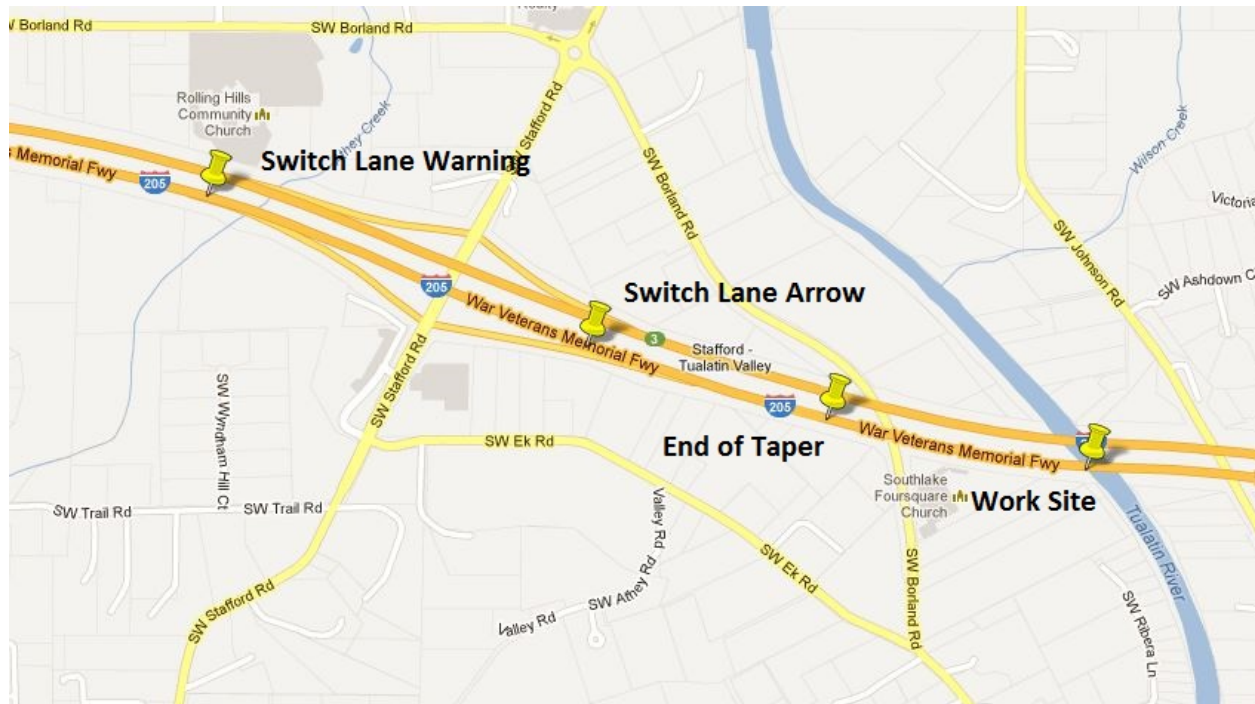 SW Borland Rd
Rolling Hills
Community
Church
SW Stafford Rd
Switch Lane Warning
s Memorial Fwy
205
SW Borland Rd
Wilson Creek
SW Johnson Rd
Victoria
SW Ashdown C
205
War Veterans Memorial Fwy
Switch Lane Arrow
3
Stafford -
Tualatin Valley
SW Stafford Rd
SW Wyndham Hill Ct
205
War Veterans Memorial Fwy
End of Taper
SW Ek Rd
Southlake
Foursquare
Church
Work Site
SW Trail Rd
SW Trail Rd
Valley Rd
Tualatin River
SW Ek Rd
SW Borland Rd
SW Stafford Rd
Valley Rd
SW Athey Rd
SW Ribera Ln